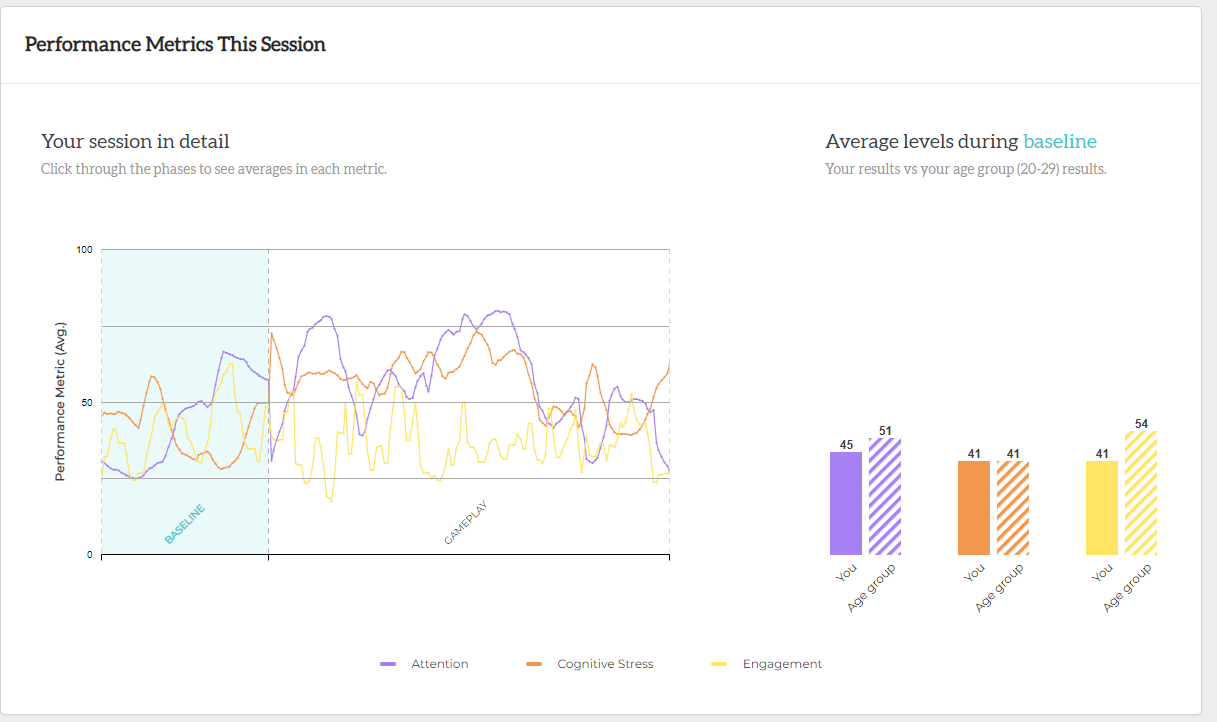 Performance Metrics This Session
Your session in detail
Click through the phases to see averages in each metric.
Average levels during baseline
Your results vs your age group (20-29) results.
Performance Metric (Avg.)
100
50
0
BASELINE
GAMEPLAY
45
51
41
41
41
54
You
Age group
You
Age group
You
Age group
Attention
Cognitive Stress
Engagement